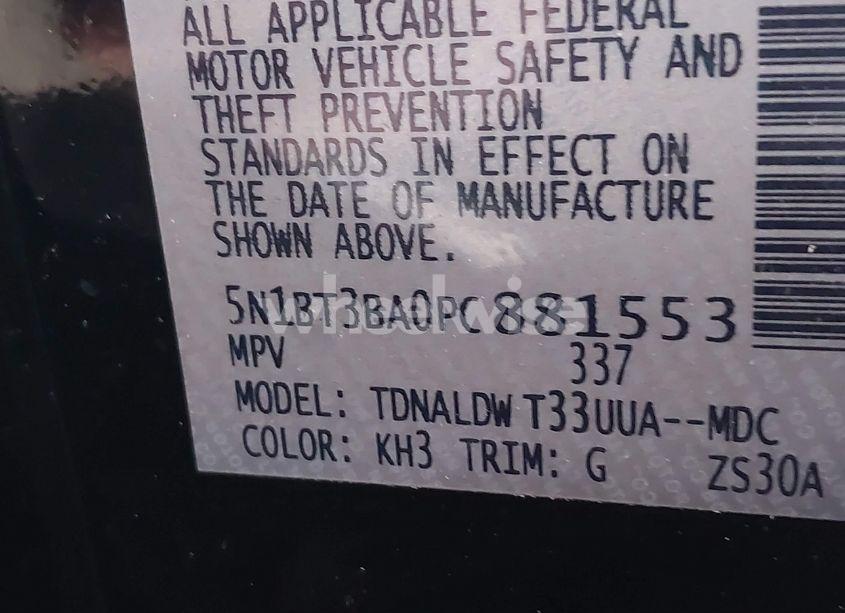 ALL APPLICABLE FEDERAL
MOTOR VEHICLE SAFETY AND
THEFT PREVENTION
STANDARDS IN EFFECT ON
THE DATE OF MANUFACTURE
SHOWN ABOVE.
5N1BT3BA0PC881553
wheelwise
MPV 337
MODEL: TDNALDW T33UUA--MDC
COLOR: KH3 TRIM: G ZS30A